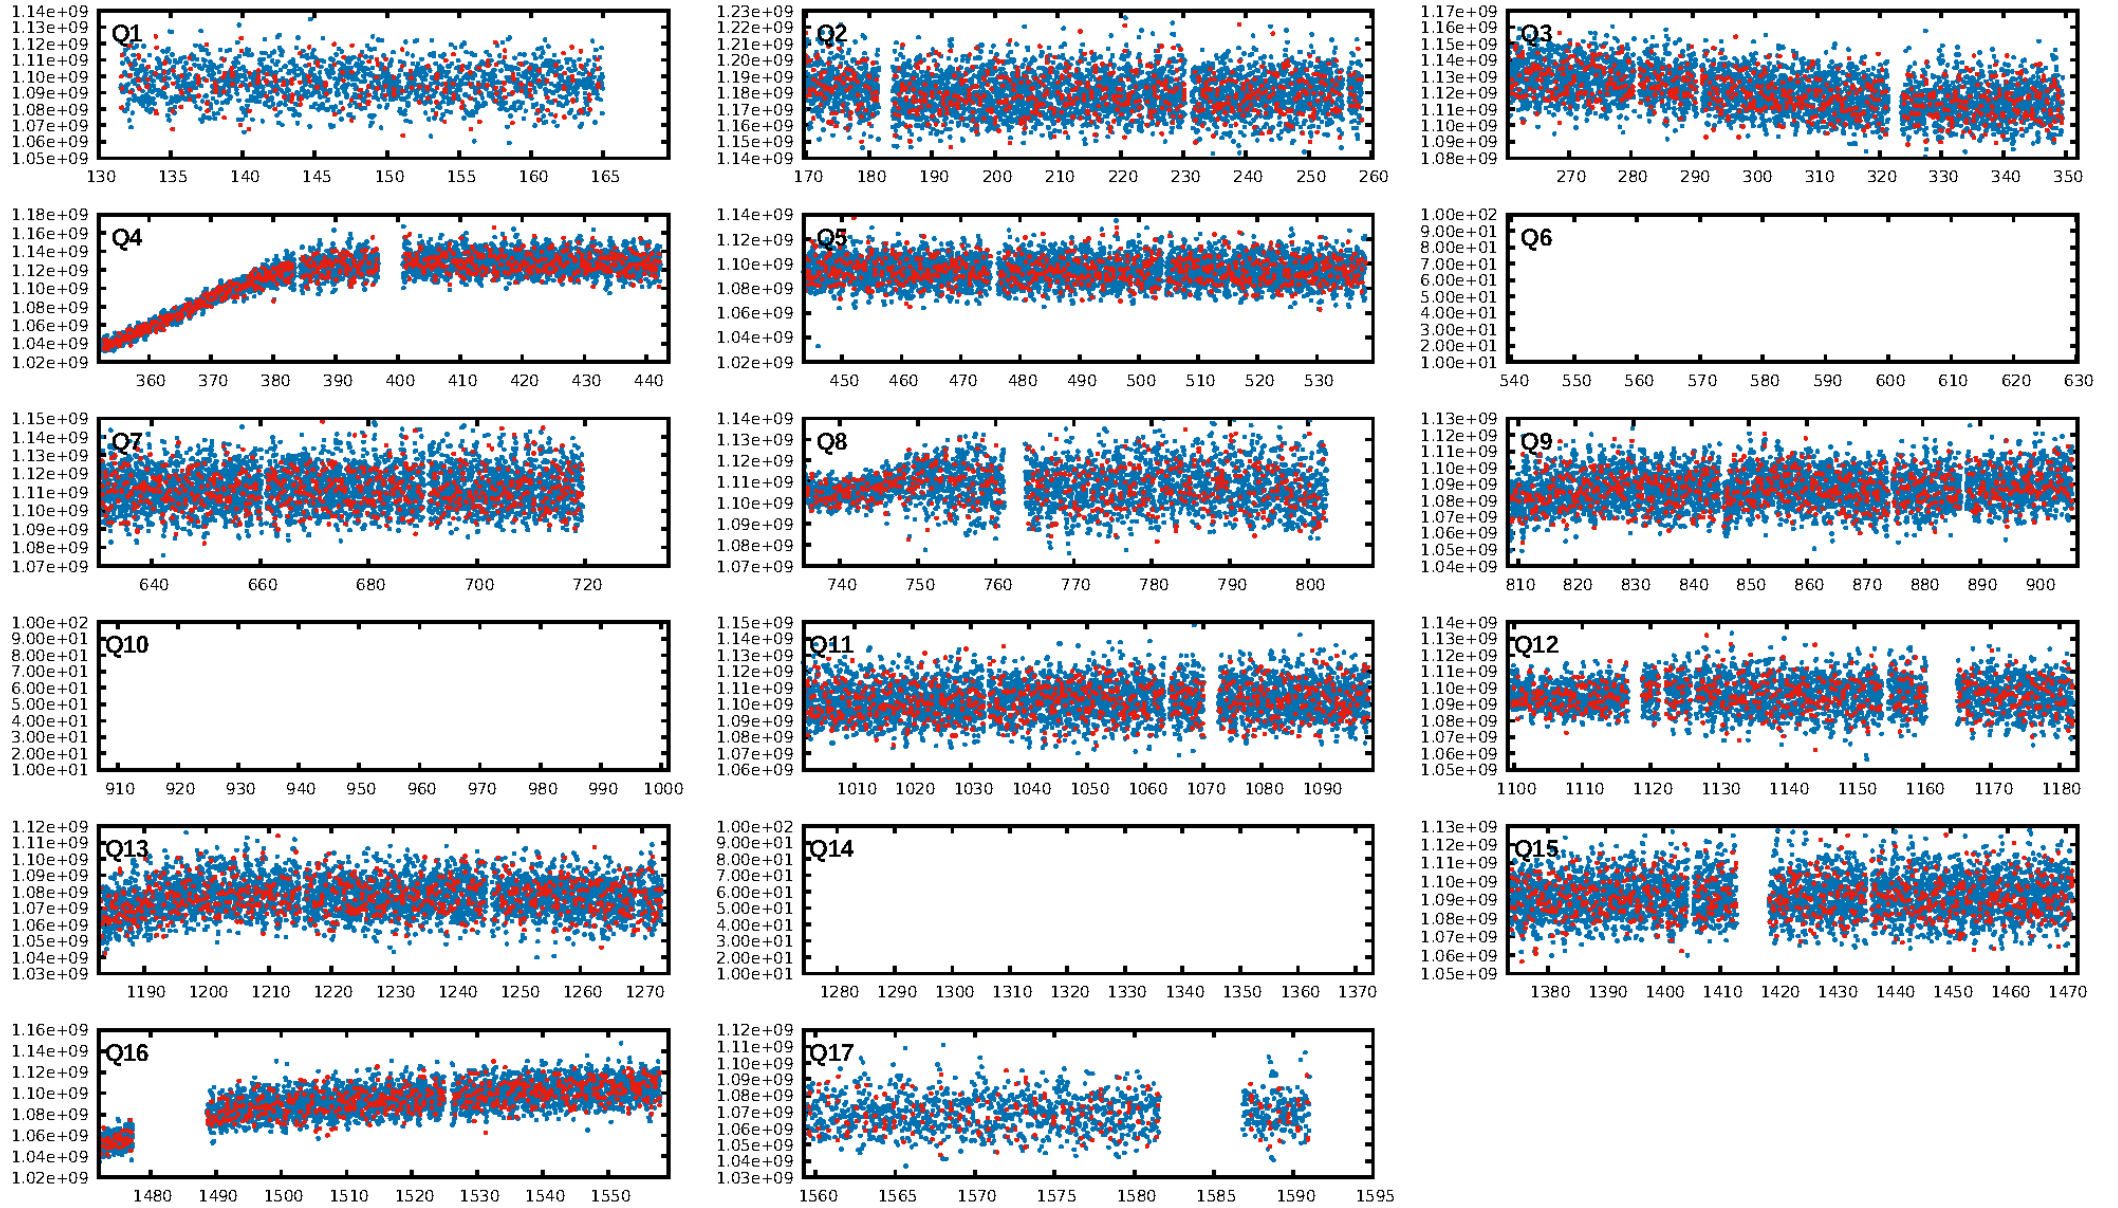 1.14e+09 1.13e+09 1.12e+09 1.11e+09 1.10e+09 1.09e+09 1.08e+09 1.07e+09 1.06e+09 1.05e+09
Q1
130 135 140 145 150 155 160 165
1.23e+09 1.21e+09 1.20e+09 1.19e+09 1.18e+09 1.17e+09 1.16e+09 1.15e+09 1.14e+09
Q2
170 180 190 200 210 220 230 240 250 260
1.17e+09 1.16e+09 1.15e+09 1.14e+09 1.13e+09 1.12e+09 1.11e+09 1.10e+09 1.09e+09 1.08e+09
Q3
270 280 290 300 310 320 330 340 350
1.18e+09 1.16e+09 1.14e+09 1.12e+09 1.10e+09 1.08e+09 1.06e+09 1.04e+09 1.02e+09
Q4
360 370 380 390 400 410 420 430 440
1.14e+09 1.12e+09 1.10e+09 1.08e+09 1.06e+09 1.04e+09 1.02e+09
Q5
450 460 470 480 490 500 510 520 530
1.00e+02 9.00e+01 8.00e+01 7.00e+01 6.00e+01 5.00e+01 4.00e+01 3.00e+01 2.00e+01 1.00e+01
Q6
540 550 560 570 580 590 600 610 620 630
1.15e+09 1.14e+09 1.13e+09 1.12e+09 1.11e+09 1.10e+09 1.09e+09 1.08e+09 1.07e+09
Q7
640 660 680 700 720
1.14e+09 1.13e+09 1.12e+09 1.11e+09 1.10e+09 1.09e+09 1.08e+09 1.07e+09
Q8
740 750 760 770 780 790 800
1.13e+09 1.12e+09 1.11e+09 1.10e+09 1.09e+09 1.08e+09 1.07e+09 1.06e+09 1.05e+09 1.04e+09
Q9
810 820 830 840 850 860 870 880 890 900
1.00e+02 9.00e+01 8.00e+01 7.00e+01 6.00e+01 5.00e+01 4.00e+01 3.00e+01 2.00e+01 1.00e+01
Q10
910 920 930 940 950 960 970 980 990 1000
1.15e+09 1.14e+09 1.13e+09 1.12e+09 1.11e+09 1.10e+09 1.09e+09 1.08e+09 1.07e+09 1.06e+09
Q11
1010 1020 1030 1040 1050 1060 1070 1080 1090
1.14e+09 1.13e+09 1.12e+09 1.11e+09 1.10e+09 1.09e+09 1.08e+09 1.07e+09 1.06e+09 1.05e+09
Q12
1100 1110 1120 1130 1140 1150 1160 1170 1180
1.12e+09 1.11e+09 1.10e+09 1.09e+09 1.08e+09 1.07e+09 1.06e+09 1.05e+09 1.04e+09 1.03e+09
Q13
1190 1200 1210 1220 1230 1240 1250 1260 1270
1.00e+02 9.00e+01 8.00e+01 7.00e+01 6.00e+01 5.00e+01 4.00e+01 3.00e+01 2.00e+01 1.00e+01
Q14
1280 1290 1300 1310 1320 1330 1340 1350 1360 1370
1.13e+09 1.12e+09 1.11e+09 1.10e+09 1.09e+09 1.08e+09 1.07e+09 1.06e+09 1.05e+09
Q15
1380 1390 1400 1410 1420 1430 1440 1450 1460 1470
1.16e+09 1.14e+09 1.12e+09 1.10e+09 1.08e+09 1.06e+09 1.04e+09 1.02e+09
Q16
1480 1490 1500 1510 1520 1530 1540 1550
1.12e+09 1.11e+09 1.10e+09 1.09e+09 1.08e+09 1.07e+09 1.06e+09 1.05e+09 1.04e+09 1.03e+09
Q17
1560 1565 1570 1575 1580 1585 1590 1595